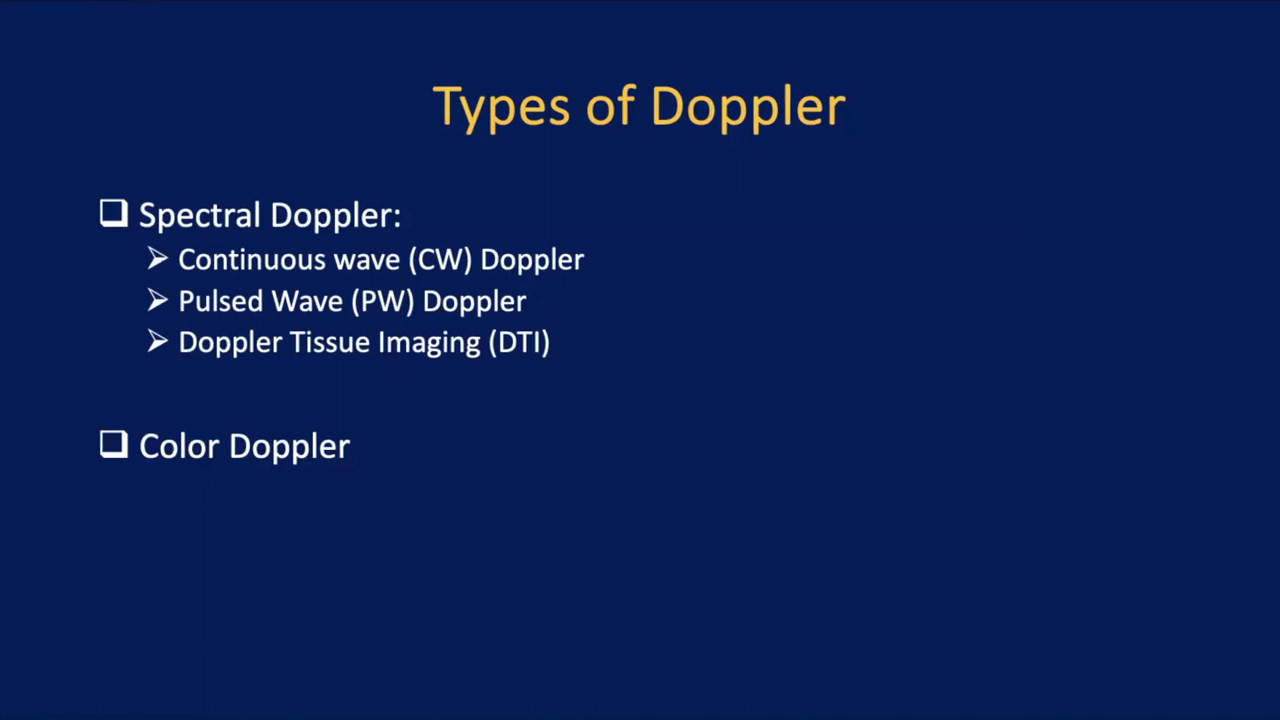 Types of Doppler
❑ Spectral Doppler:
➢ Continuous wave (CW) Doppler
➢ Pulsed Wave (PW) Doppler
➢ Doppler Tissue Imaging (DTI)
❑ Color Doppler